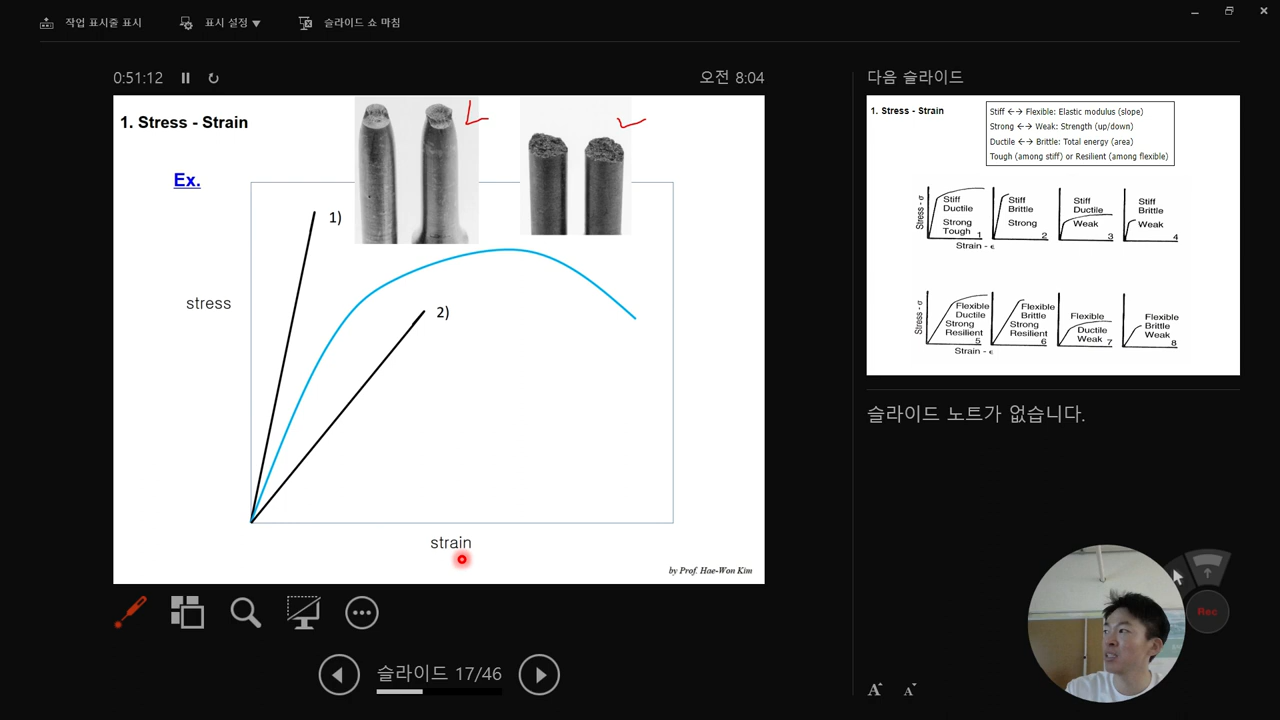 작업 표시줄 표시
표시 설정 ▼
슬라이드 쇼 마침
0:51:12
오전 8:04
1. Stress - Strain
Ex.
1)
2)
stress
strain
by Prof. Hae-Won Kim
슬라이드 17/46
다음 슬라이드
1. Stress - Strain
Stiff ←→ Flexible: Elastic modulus (slope)
Strong ←→ Weak: Strength (up/down)
Ductile ←→ Brittle: Total energy (area)
Tough (among stiff) or Resilient (among flexible)
Stress - σ
Stiff
Ductile
Strong
Tough 1
Stiff
Brittle
Strong
2
Stiff
Ductile
Weak
3
Stiff
Brittle
Weak
4
Strain - ϵ
Stress - σ
Flexible
Ductile
Strong
Resilient
5
Flexible
Brittle
Strong
Resilient
6
Flexible
Ductile
Weak 7
Flexible
Brittle
Weak
8
Strain - ϵ
슬라이드 노트가 없습니다.
Rec
A A